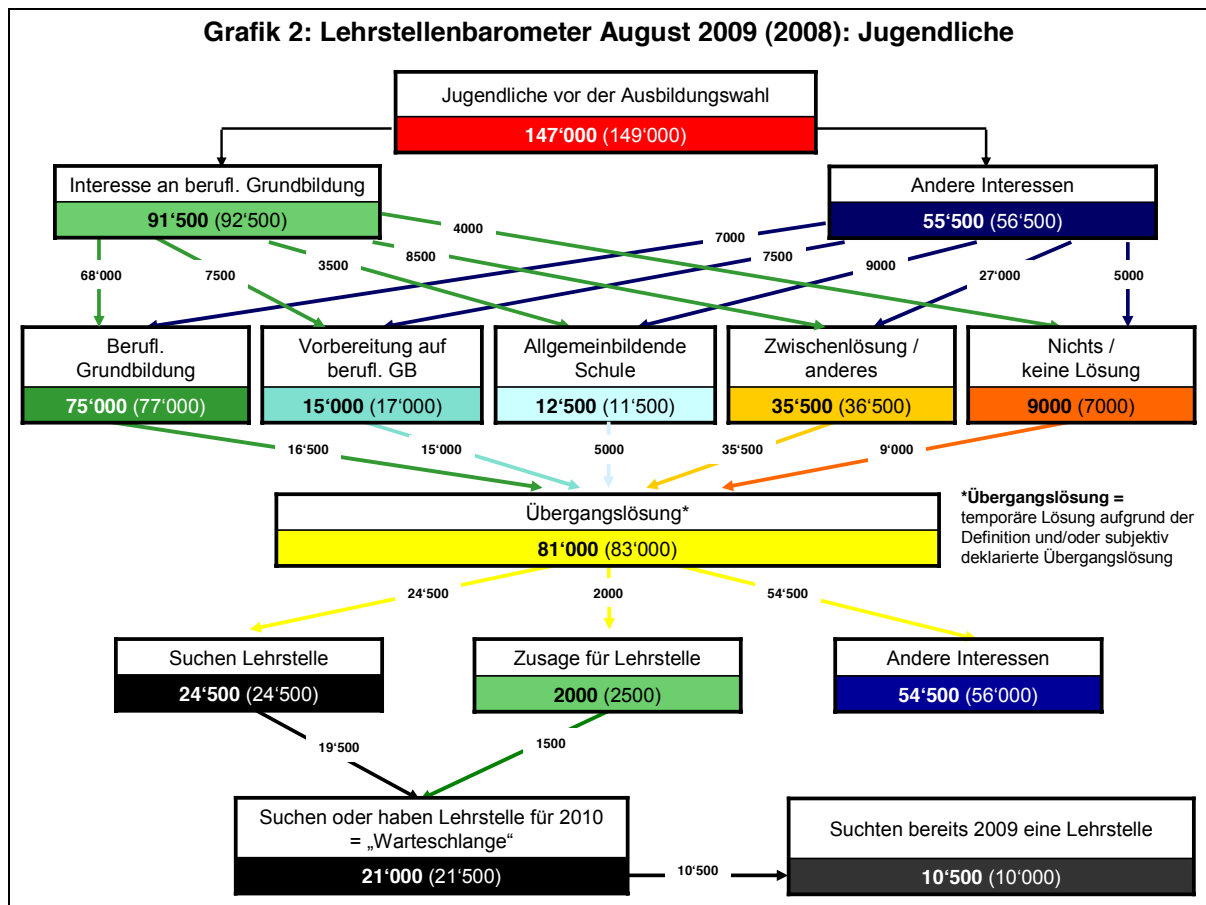 Grafik 2: Lehrstellenbarometer August 2009 (2008): Jugendliche
Jugendliche vor der Ausbildungswahl
147‘000 (149‘000)
Interesse an berufl. Grundbildung
91‘500 (92‘500)
Andere Interessen
55‘500 (56‘500)
4000
7000
68‘000
7500
3500
8500
7500
9000
27‘000
5000
Berufl.
Grundbildung
75‘000 (77‘000)
Vorbereitung auf
berufl. GB
15‘000 (17‘000)
Allgemeinbildende
Schule
12‘500 (11‘500)
Zwischenlösung /
anderes
35‘500 (36‘500)
Nichts /
keine Lösung
9000 (7000)
16‘500
15‘000
5000
35‘500
9‘000
Übergangslösung*
81‘000 (83‘000)
*Übergangslösung =
temporäre Lösung aufgrund der
Definition und/oder subjektiv
deklarierte Übergangslösung
24‘500
2000
54‘500
Suchen Lehrstelle
24‘500 (24‘500)
Zusage für Lehrstelle
2000 (2500)
Andere Interessen
54‘500 (56‘000)
19‘500
1500
Suchen oder haben Lehrstelle für 2010
= „Warteschlange“
21‘000 (21‘500)
10‘500
Suchten bereits 2009 eine Lehrstelle
10‘500 (10‘000)